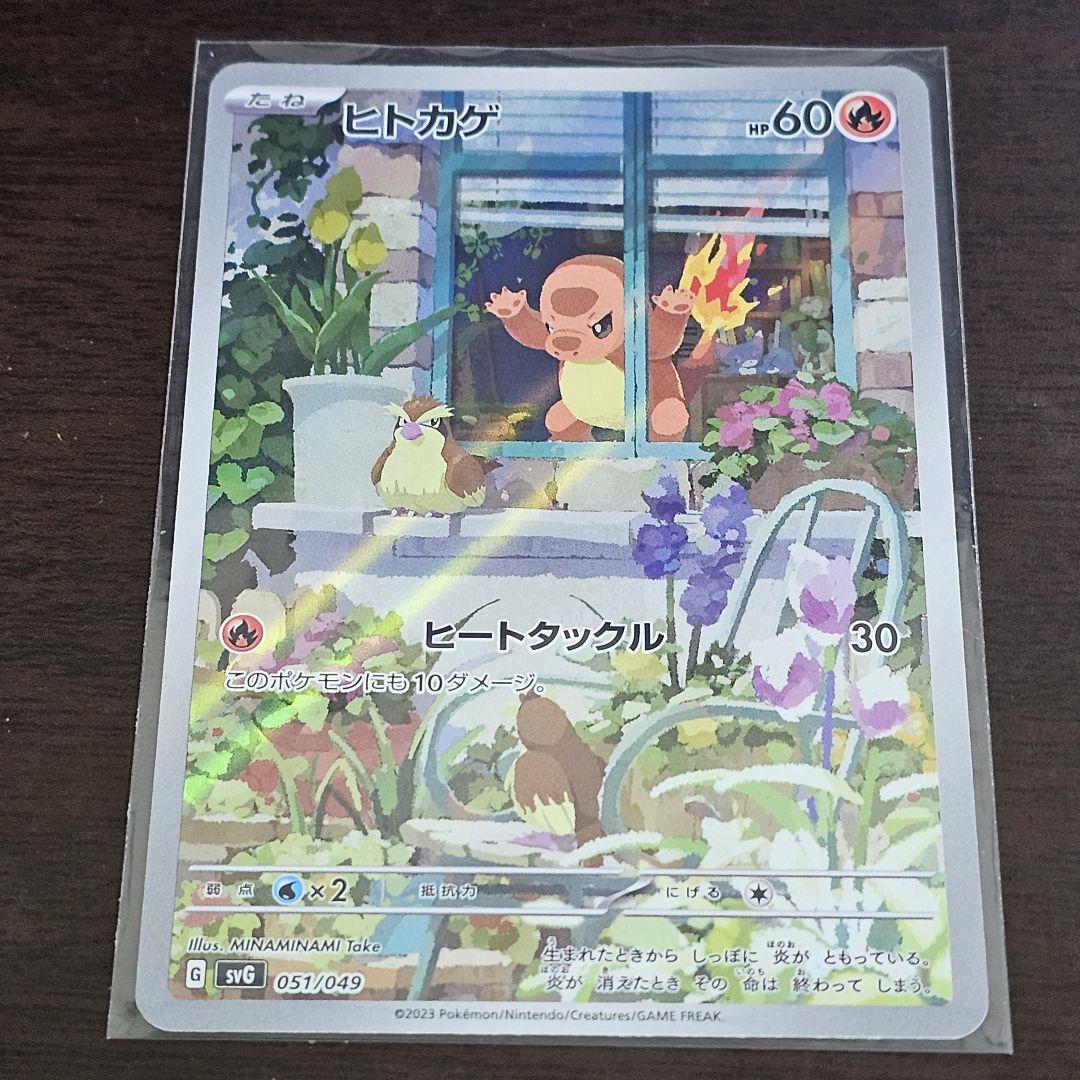 たね ヒトカゲ HP60
ヒートタックル 30
このポケモンにも10ダメージ。
弱点 ×2 抵抗力 にげる
Illus. MINAMINAMI Take
G svG 051/049
生まれたときから しっぽに 炎が ともっている。
炎が 消えたとき その 命は 終わって しまう。
©2023 Pokémon/Nintendo/Creatures/GAME FREAK.